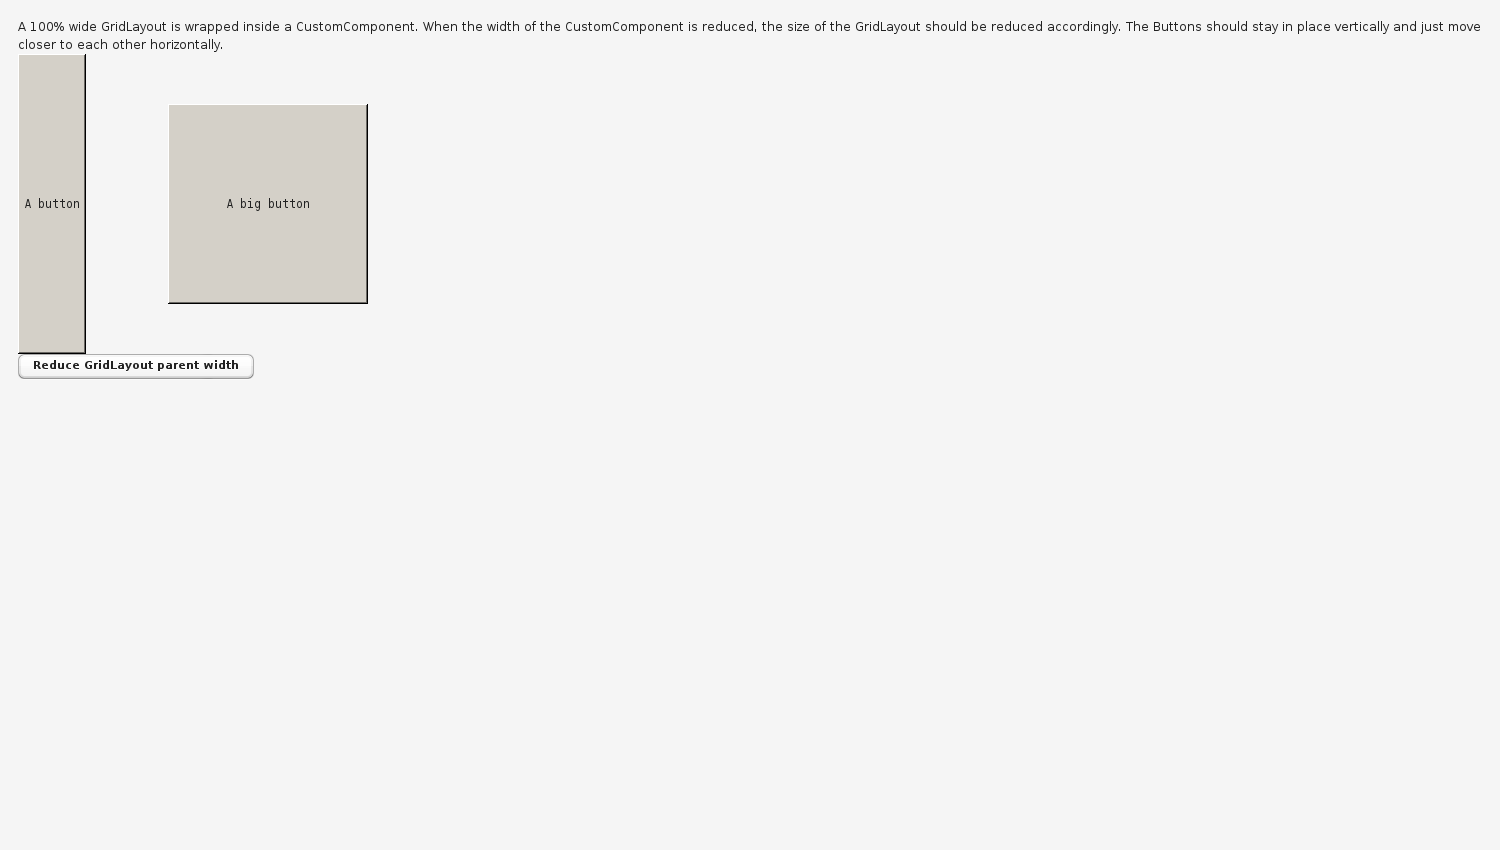 A 100% wide GridLayout is wrapped inside a CustomComponent. When the width of the CustomComponent is reduced, the size of the GridLayout should be reduced accordingly. The Buttons should stay in place vertically and just move
closer to each other horizontally.
A button
A big button
Reduce GridLayout parent width